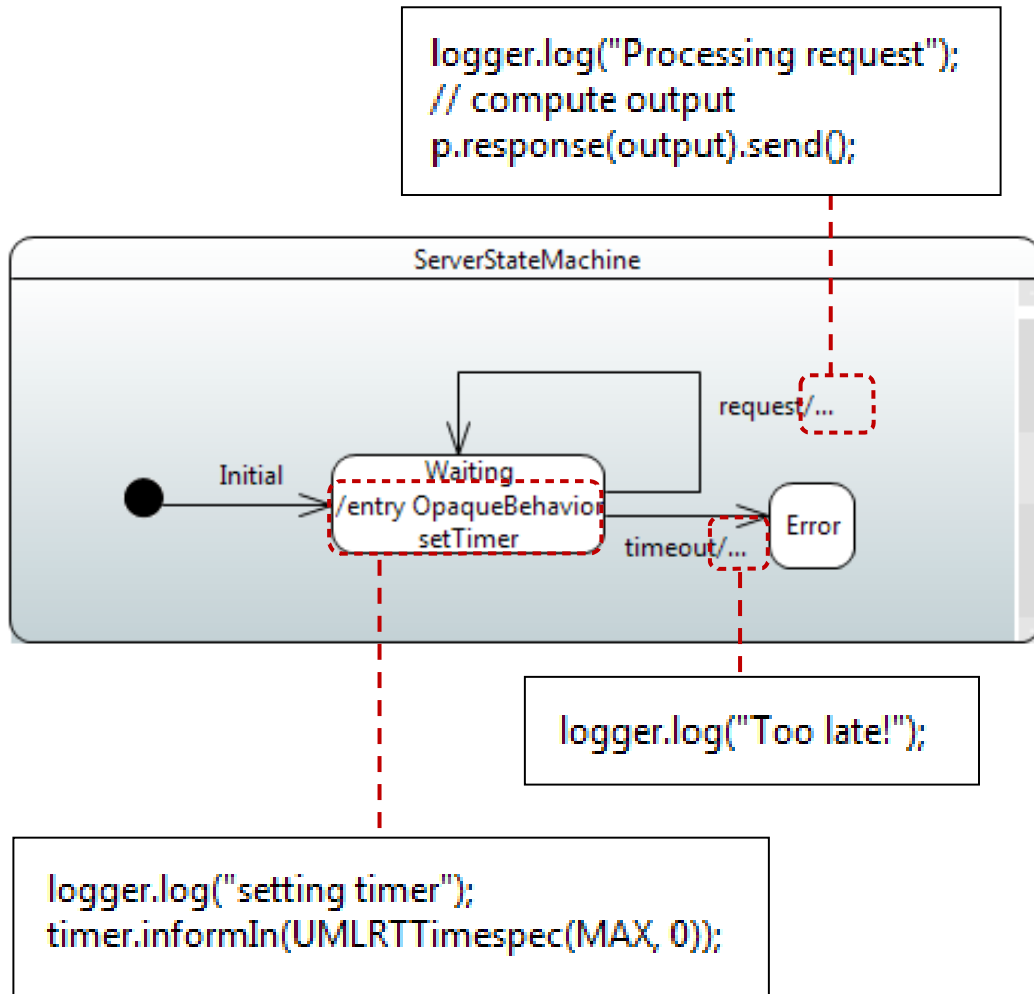 logger.log("Processing request");
// compute output
p.response(output).send();
ServerStateMachine
request/...
Initial
Waiting
/entry OpaqueBehavior
setTimer
Error
timeout/...
logger.log("Too late!");
logger.log("setting timer");
timer.informIn(UMLRTTimespec(MAX, 0));